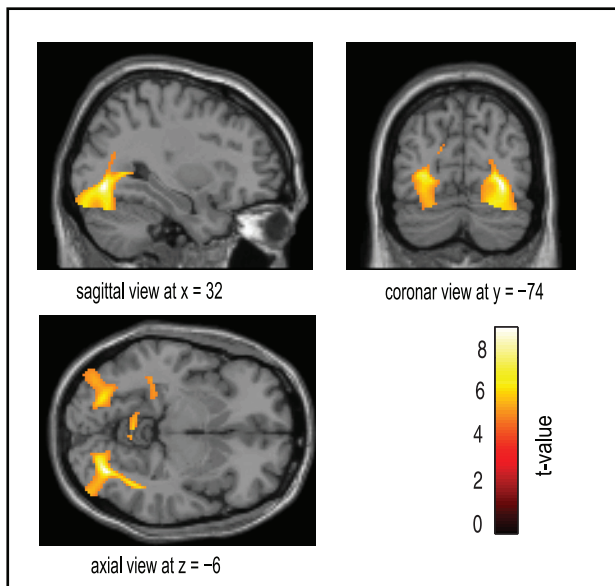 sagittal view at x = 32
coronar view at y = −74
8
6
4
2
0
t-value
axial view at z = −6